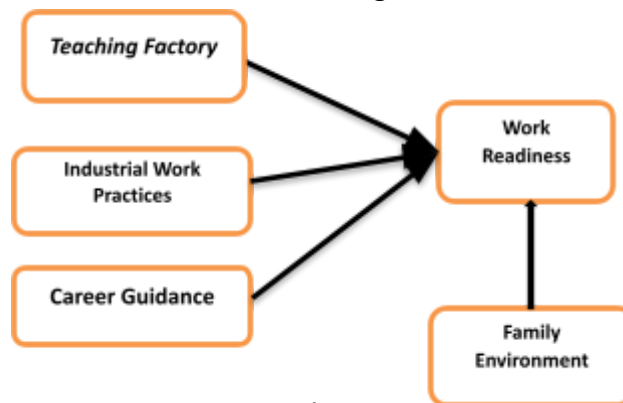 Teaching Factory
Work
Readiness
Industrial Work
Practices
Career Guidance
Family
Environment